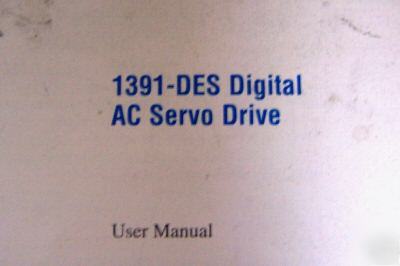 1391-DES Digital
AC Servo Drive
User Manual